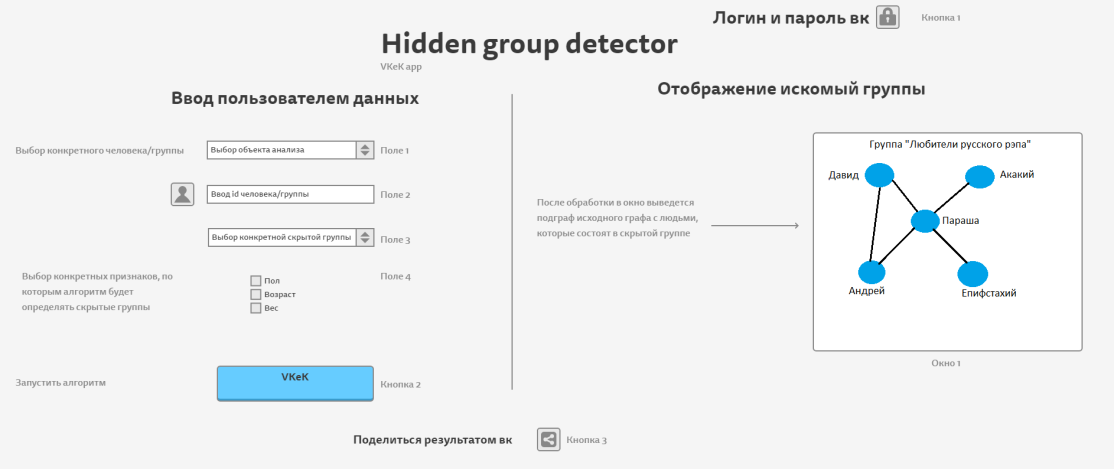 Логин и пароль вк
Кнопка 1
Hidden group detector
VKeK app
Ввод пользователем данных
Выбор конкретного человека/группы
Выбор объекта анализа
Поле 1
Ввод id человека/группы
Поле 2
Выбор конкретной скрытой группы
Поле 3
Выбор конкретных признаков, по
которым алгоритм будет
определять скрытые группы
Пол
Возраст
Вес
Поле 4
Запустить алгоритм
VKeK
Кнопка 2
Отображение искомый группы
После обработки в окно выведется
подграф исходного графа с людьми,
которые состоят в скрытой группе
Группа "Любители русского рэпа"
Давид
Акакий
Параша
Андрей
Епифстахий
Окно 1
Поделиться результатом вк
Кнопка 3